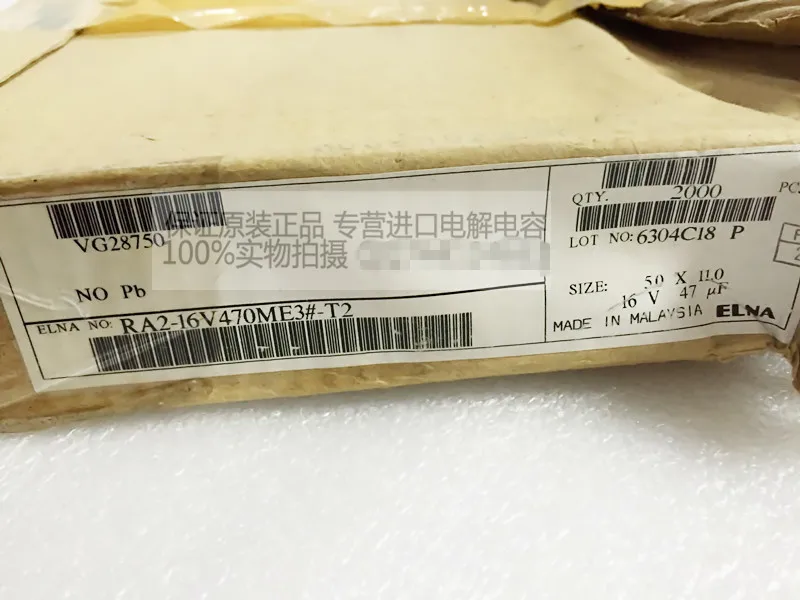 VG28750
保证原装正品 专营进口电解电容
100%实物拍摄
NO Pb
ELNA NO: RA2-16V470ME3#-T2
QTY. 2000 PC
LOT NO: 6304C18 P
SIZE: 5.0 X 11.0
16 V 47 µF
MADE IN MALAYSIA ELNA